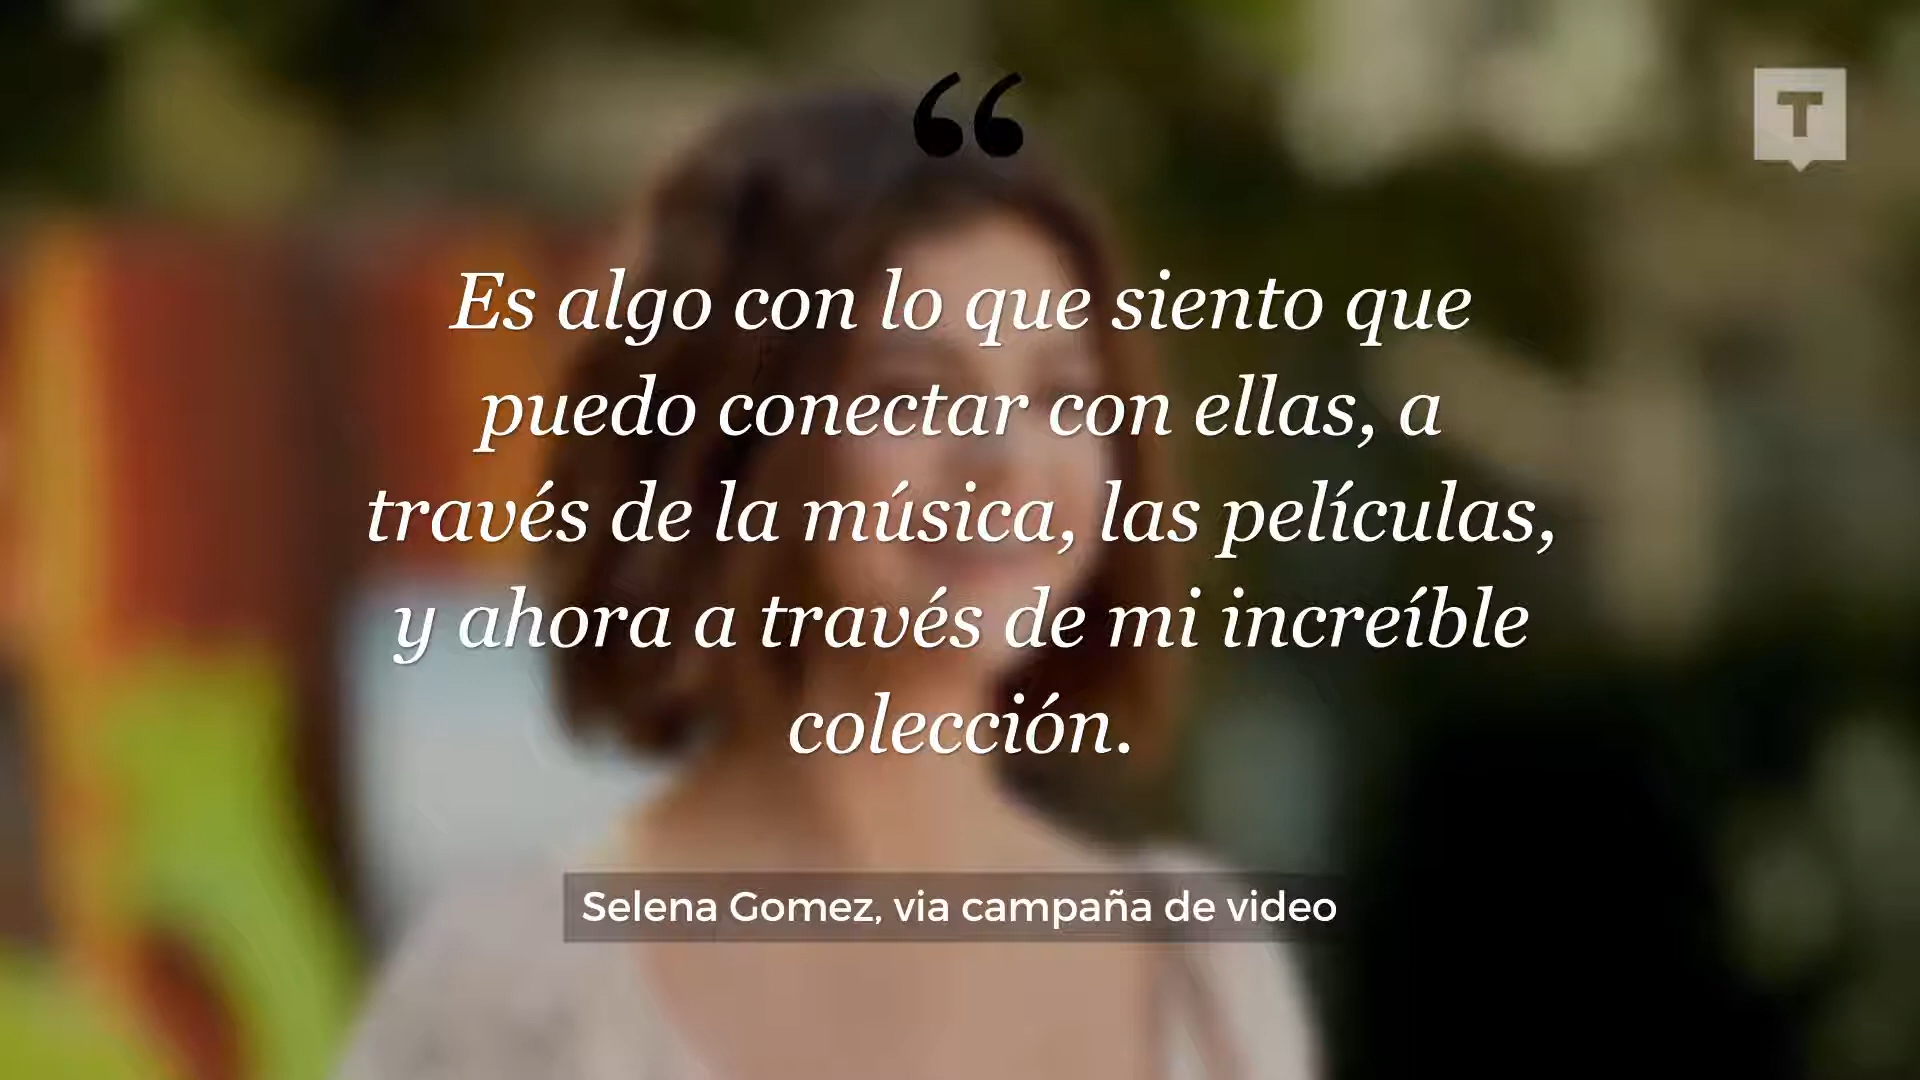 “
Es algo con lo que siento que
puedo conectar con ellas, a
través de la música, las películas,
y ahora a través de mi increíble
colección.
Selena Gomez, via campaña de video
T